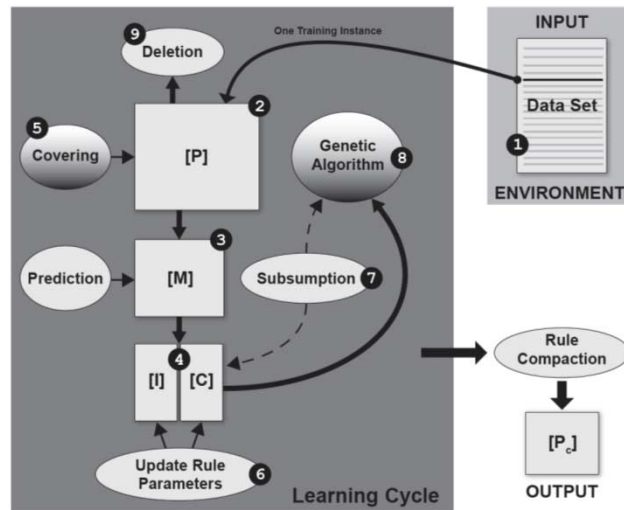 9
Deletion
One Training Instance
INPUT
Data Set
1
ENVIRONMENT
2
[P]
5
Covering
Genetic
Algorithm
8
3
[M]
Prediction
Subsumption
7
4
[I]
[C]
Rule
Compaction
[Pc]
OUTPUT
Update Rule
Parameters
6
Learning Cycle